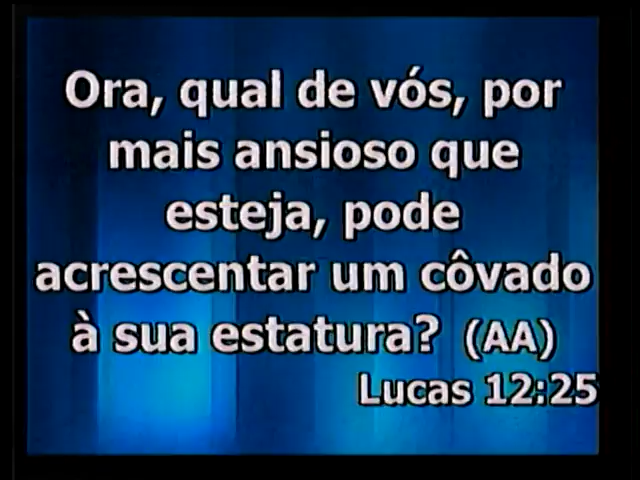 Ora, qual de vós, por
mais ansioso que
esteja, pode
acrescentar um côvado
à sua estatura? (AA)
Lucas 12:25